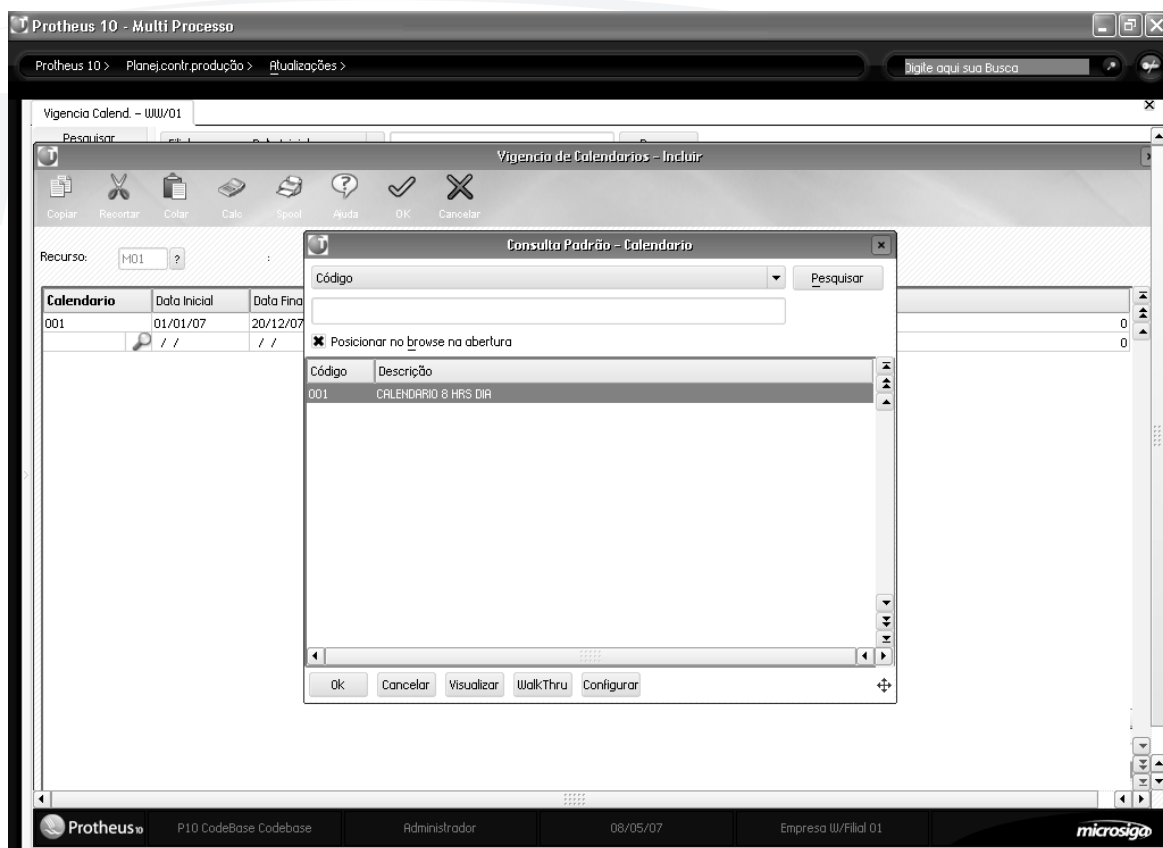 Protheus 10 - Multi Processo
Protheus 10 > Planej.contr.produção > Atualizações >
Digite aqui sua Busca
Vigencia Calend. - WW/01
Pesquisar
Vigencia de Calendarios - Incluir
Copiar Recortar Colar Calc Spool Ajuda OK Cancelar
Recurso: M01 ? :
Consulta Padrão - Calendario
Código Pesquisar
Posicionar no browse na abertura
Calendario Data Inicial Data Fina
001 01/01/07 20/12/07 0
/ / / / 0
Código Descrição
001 CALENDARIO 8 HRS DIA
Ok Cancelar Visualizar WalkThru Configurar
Protheus10 P10 CodeBase Codebase Administrador 08/05/07 Empresa W/Filial 01 microsiga